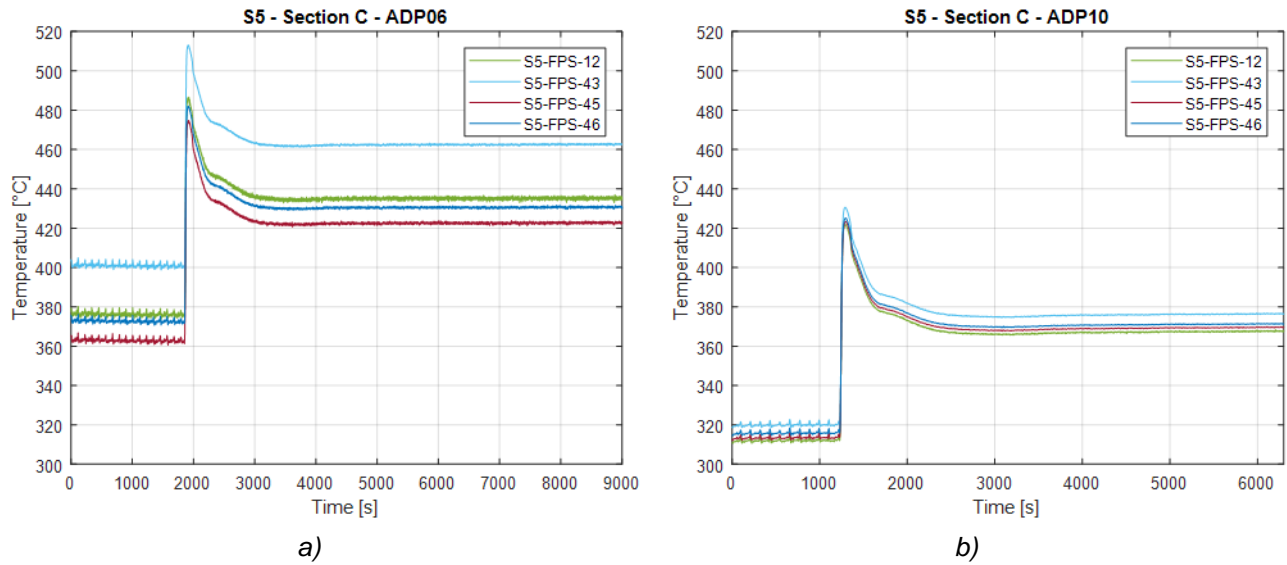 S5 - Section C - ADP06
520
500
480
460
440
420
400
380
360
340
320
300
Temperature [°C]
0 1000 2000 3000 4000 5000 6000 7000 8000 9000
Time [s]
S5-FPS-12
S5-FPS-43
S5-FPS-45
S5-FPS-46
a)
S5 - Section C - ADP10
520
500
480
460
440
420
400
380
360
340
320
300
Temperature [°C]
0 1000 2000 3000 4000 5000 6000
Time [s]
S5-FPS-12
S5-FPS-43
S5-FPS-45
S5-FPS-46
b)